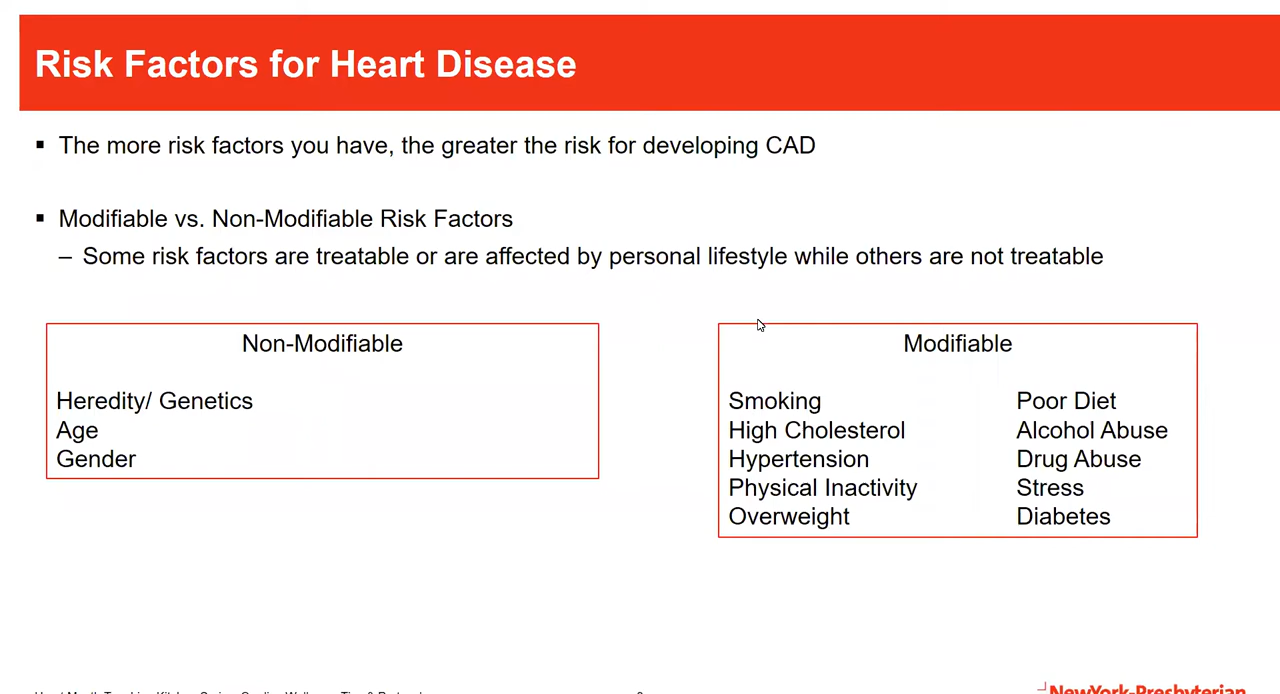 Risk Factors for Heart Disease
▪ The more risk factors you have, the greater the risk for developing CAD
▪ Modifiable vs. Non-Modifiable Risk Factors
– Some risk factors are treatable or are affected by personal lifestyle while others are not treatable
Non-Modifiable
Heredity/ Genetics
Age
Gender
Modifiable
Smoking
High Cholesterol
Hypertension
Physical Inactivity
Overweight
Poor Diet
Alcohol Abuse
Drug Abuse
Stress
Diabetes
NewYork-Presbyterian